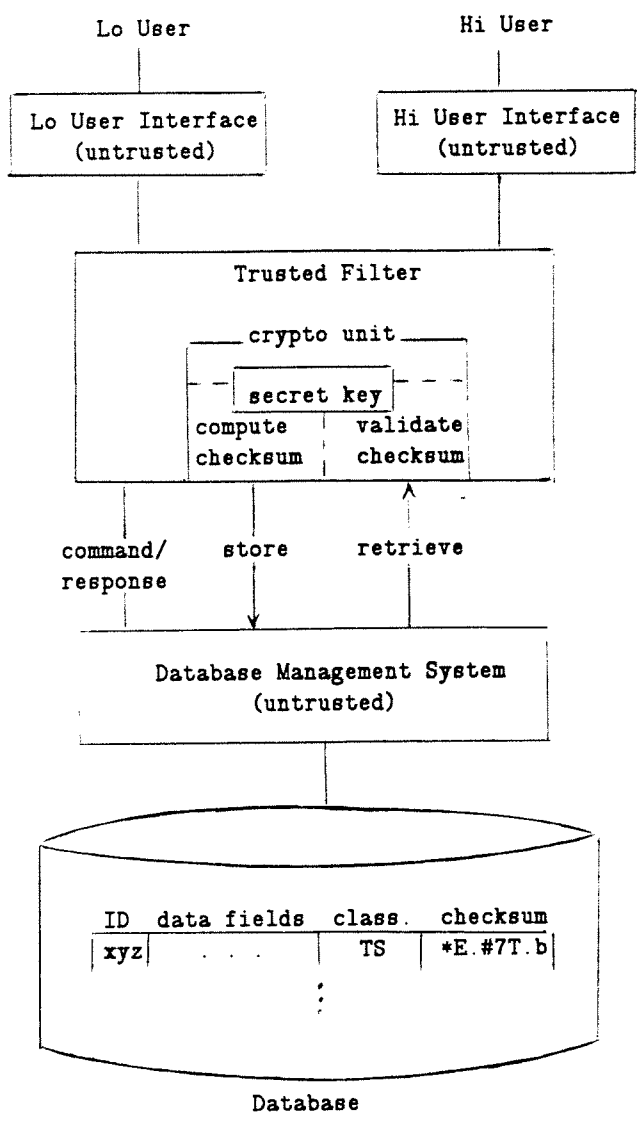 Lo User
Hi User
Lo User Interface
(untrusted)
Hi User Interface
(untrusted)
Trusted Filter
crypto unit
secret key
compute
checksum
validate
checksum
command/
response
store
retrieve
Database Management System
(untrusted)
ID data fields class. checksum
xyz . . . TS *E.#7T.b
Database